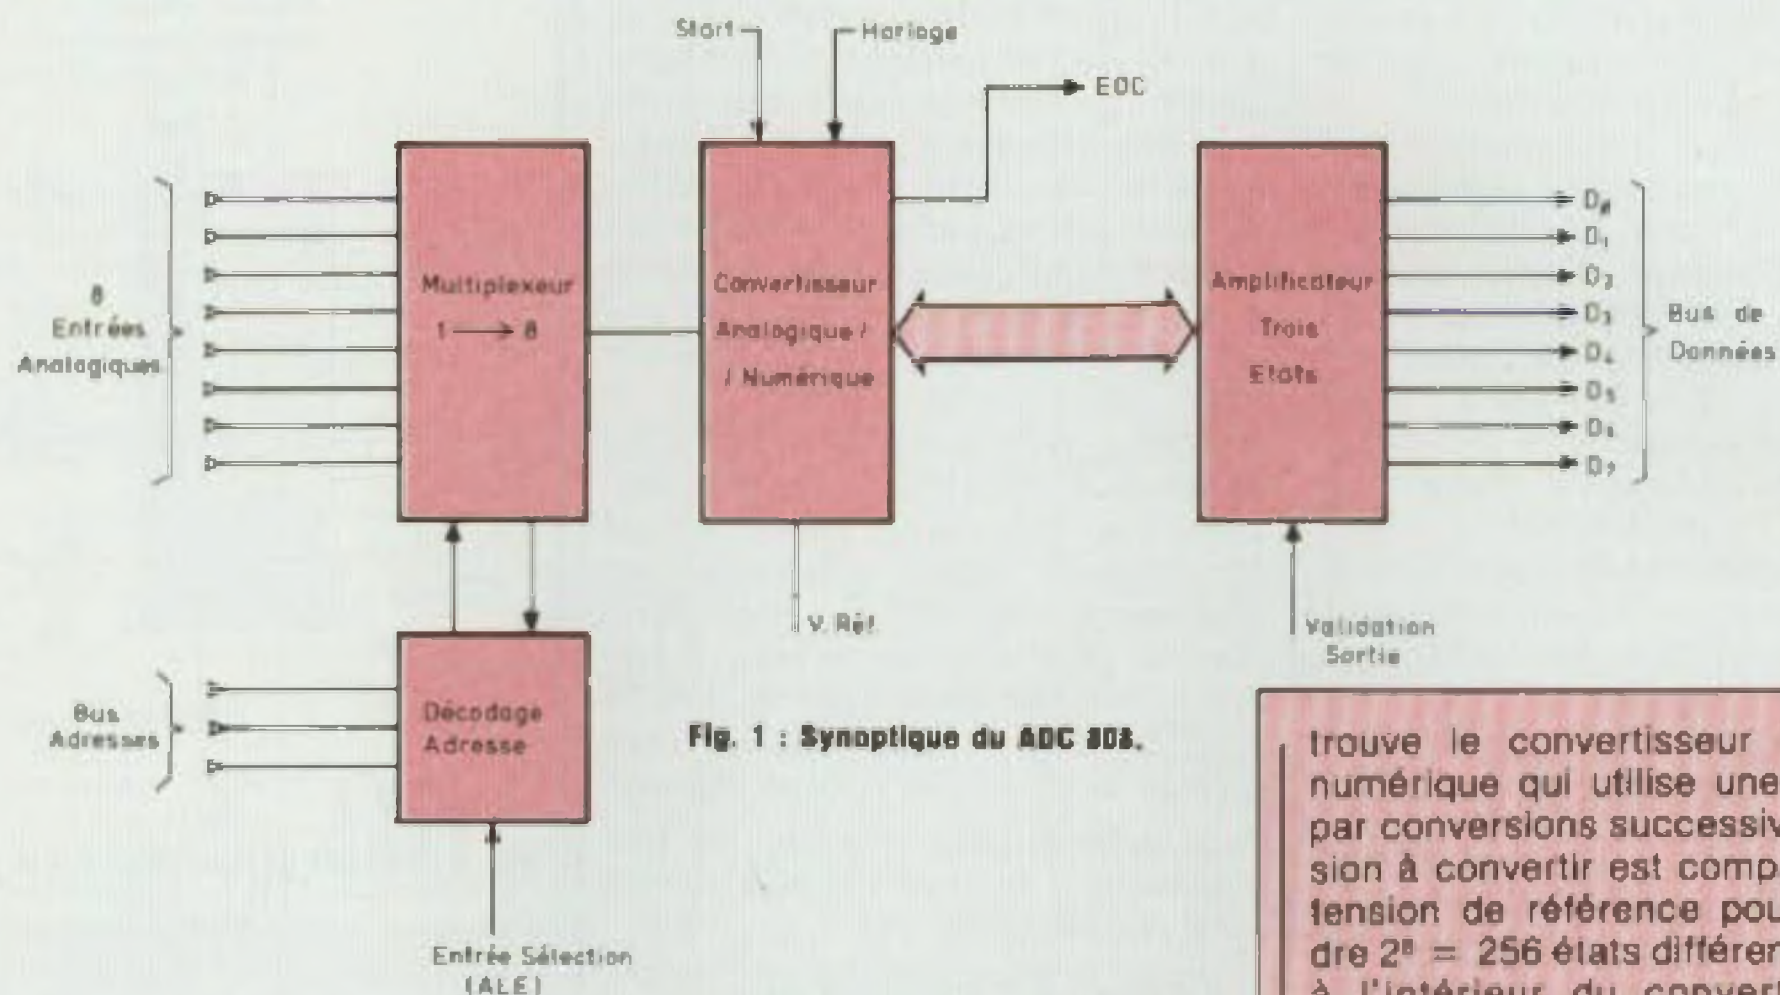 Start
Horloge
EOC
8
Entrées
Analogiques
Multiplexeur
1 → 8
Convertisseur
Analogique /
/ Numérique
Amplificateur
Trois
Etats
D0
D1
D2
D3
D4
D5
D6
D7
Bus de
Données
V. Réf.
Validation
Sortie
Bus
Adresses
Décodage
Adresse
Entrée Sélection
(ALE)
Fig. 1 : Synoptique du ADC 808.
trouve le convertisseur
numérique qui utilise une
par conversions successiv
sion à convertir est comp
tension de référence pou
dre 2⁸ = 256 états différen
à l'intérieur du conver